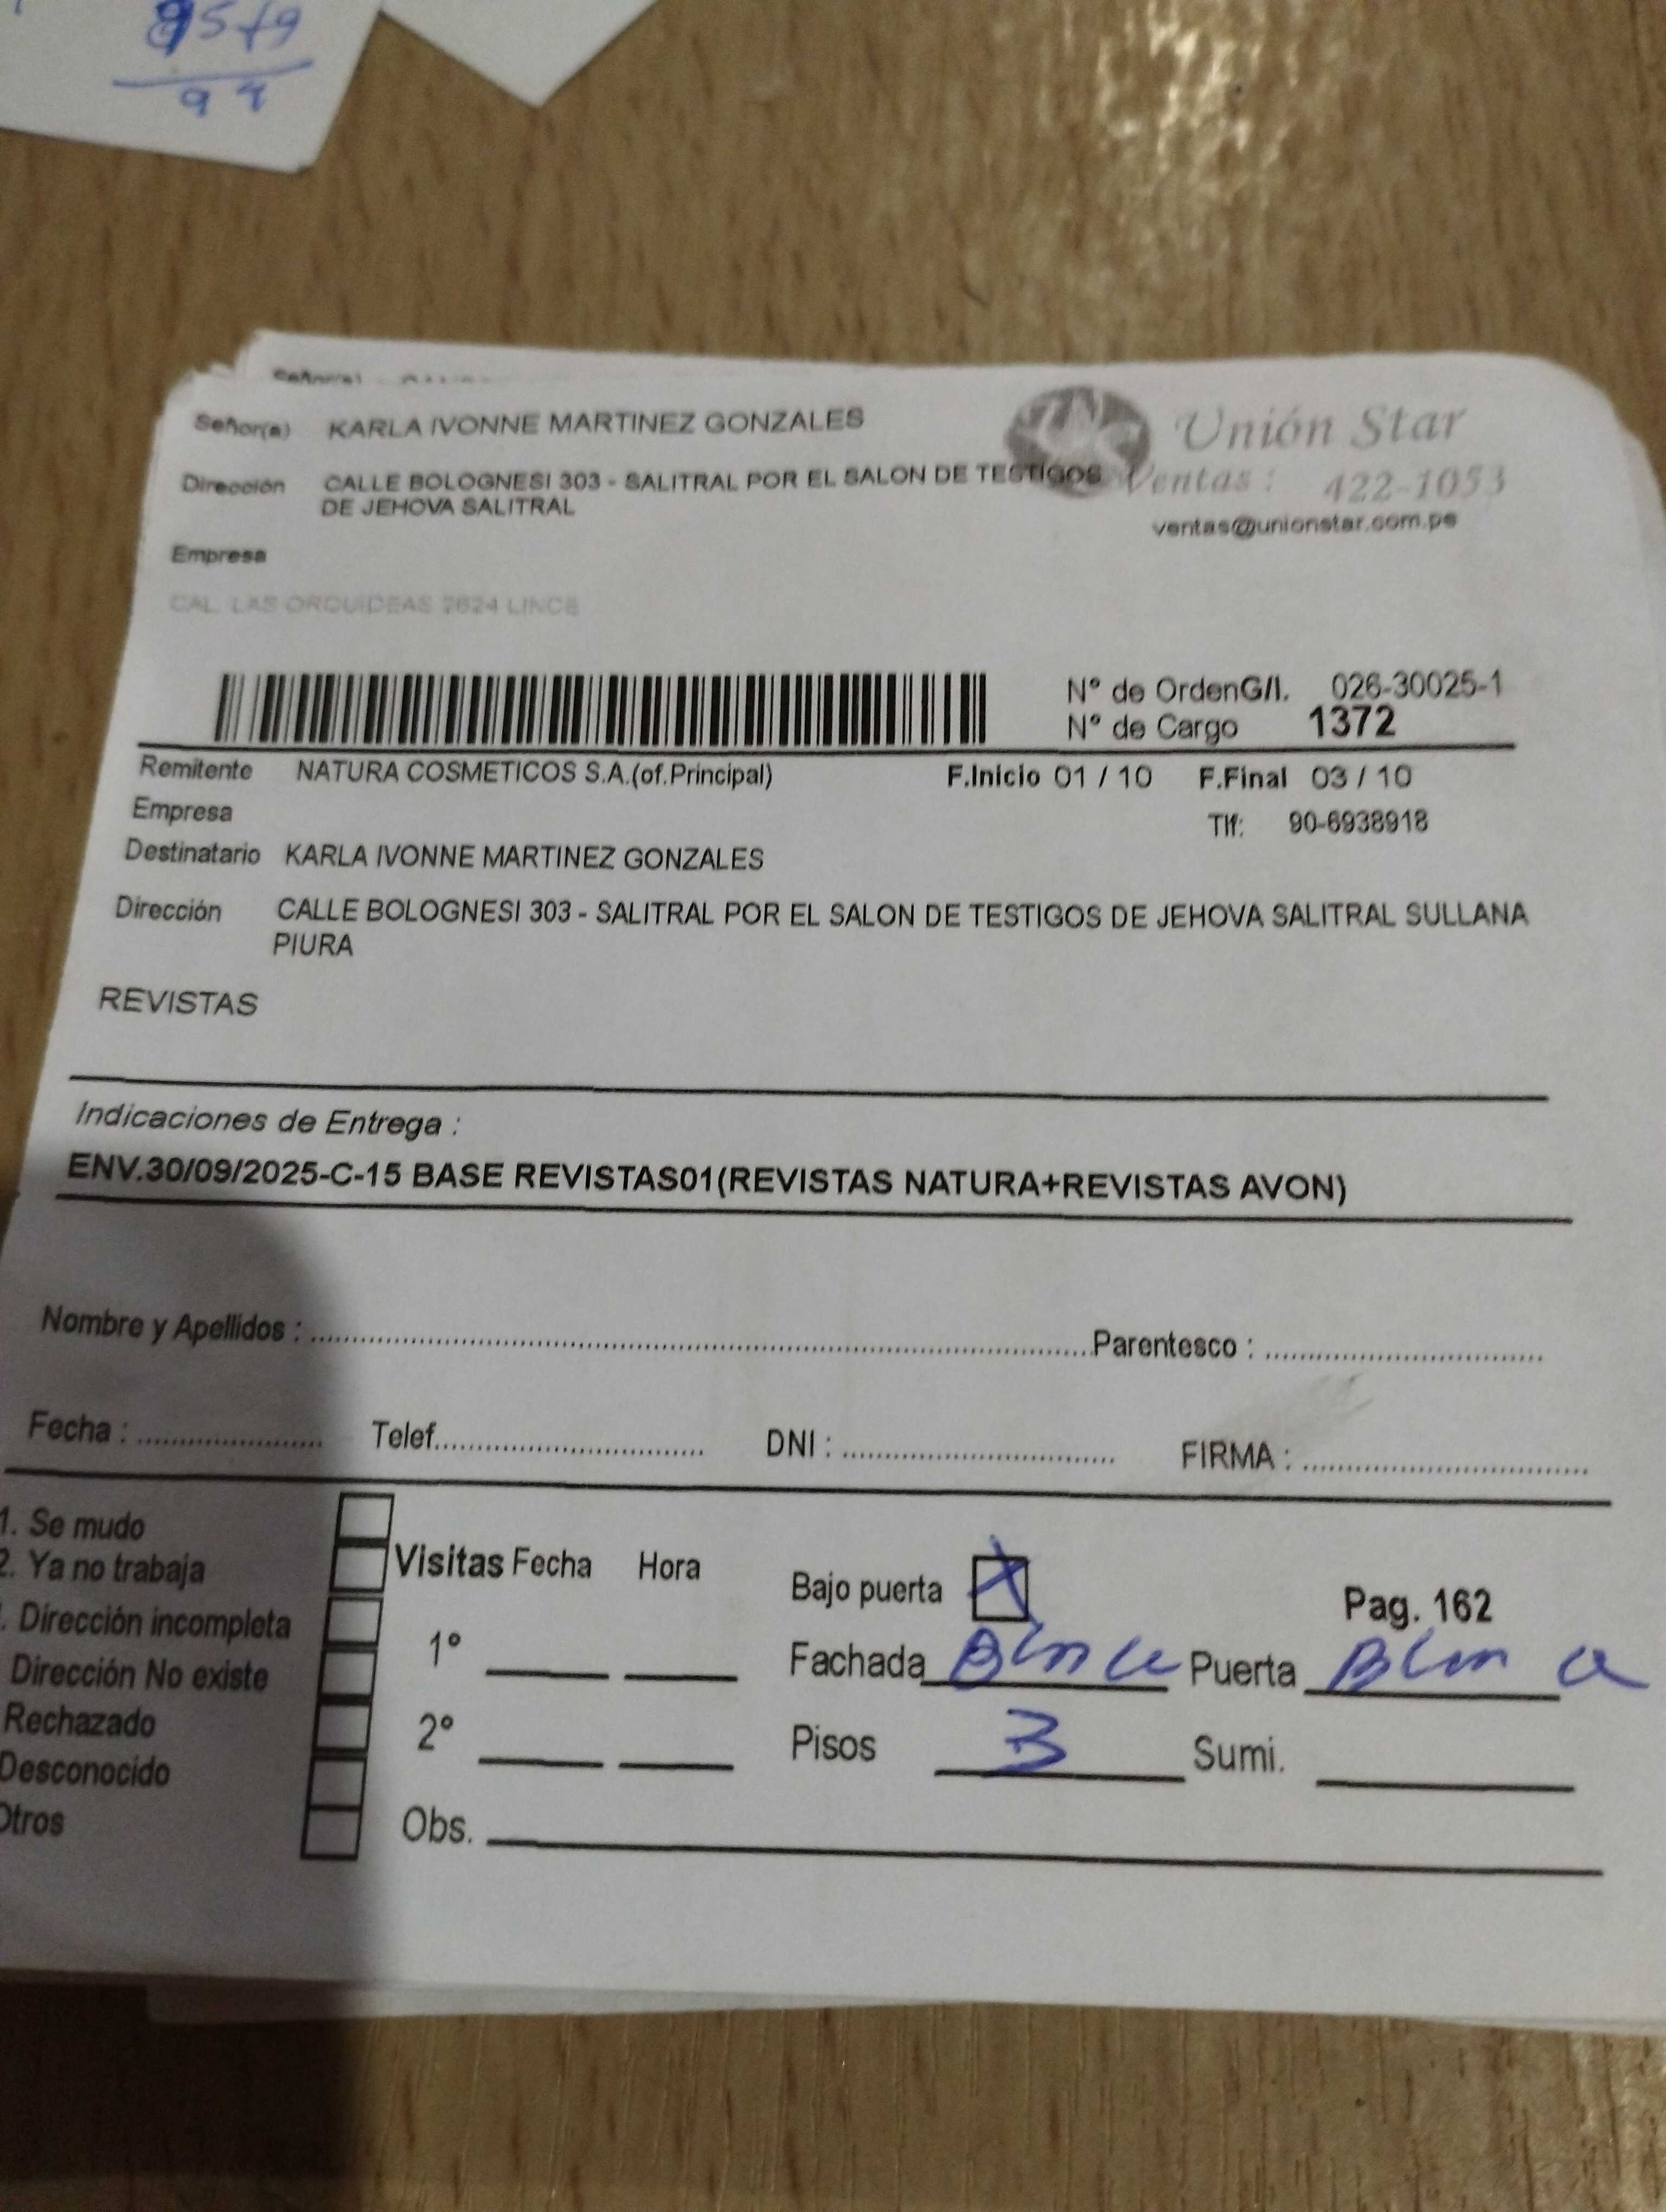 Señor(a) KARLA IVONNE MARTINEZ GONZALES
Unión Star
Dirección CALLE BOLOGNESI 303 - SALITRAL POR EL SALON DE TESTIGOS
DE JEHOVA SALITRAL
Ventas : 422-1053
ventas@unionstar.com.pe
Empresa
CAL. LAS ORQUIDEAS 2624 LINCE
Nº de OrdenG/I. 026-30025-1
Nº de Cargo 1372
Remitente NATURA COSMETICOS S.A.(of.Principal) F.Inicio 01 / 10 F.Final 03 / 10
Empresa Tlf: 90-6938918
Destinatario KARLA IVONNE MARTINEZ GONZALES
Dirección CALLE BOLOGNESI 303 - SALITRAL POR EL SALON DE TESTIGOS DE JEHOVA SALITRAL SULLANA
PIURA
REVISTAS
Indicaciones de Entrega :
ENV.30/09/2025-C-15 BASE REVISTAS01(REVISTAS NATURA+REVISTAS AVON)
Nombre y Apellidos : Parentesco :
Fecha : Telef. DNI : FIRMA :
1. Se mudo
2. Ya no trabaja
. Dirección incompleta
Dirección No existe
Rechazado
Desconocido
Otros
Visitas Fecha Hora
1º
2º
Obs.
Bajo puerta X
Pag. 162
Fachada Puerta
Pisos 3 Sumi.